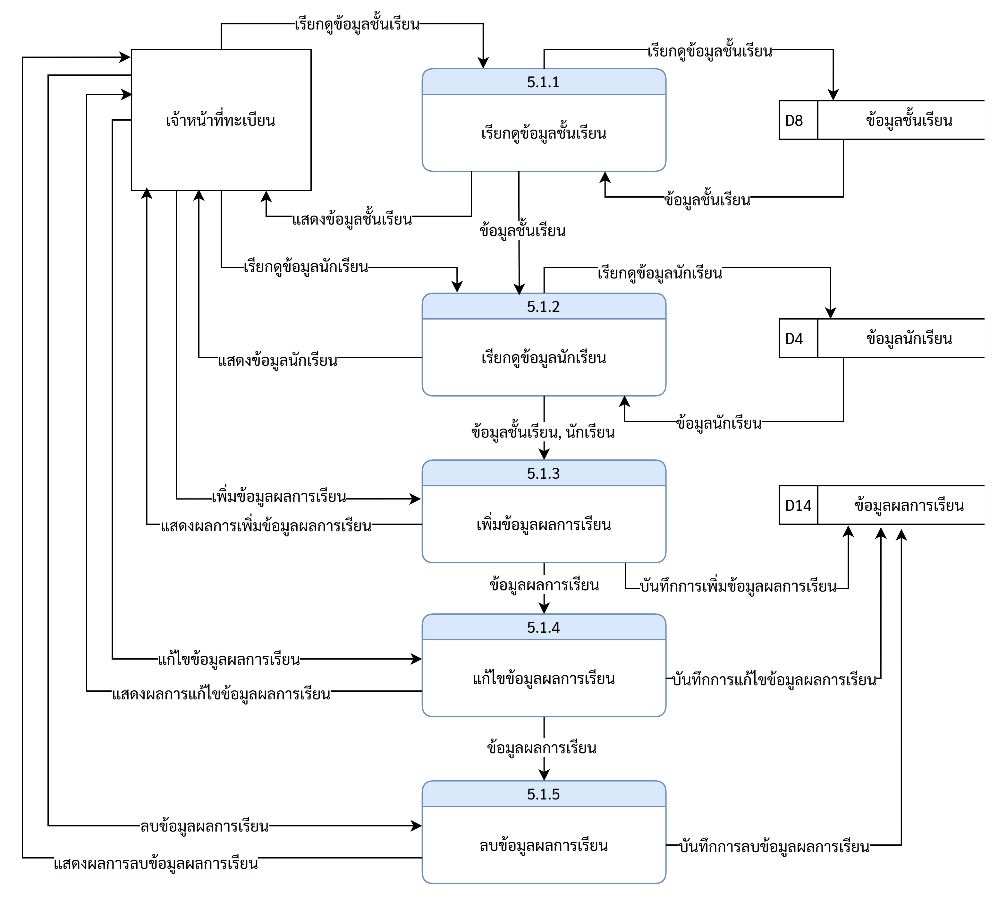 เรียกดูข้อมูลชั้นเรียน
5.1.1
เรียกดูข้อมูลชั้นเรียน
เรียกดูข้อมูลชั้นเรียน
เจ้าหน้าที่ทะเบียน
D8
ข้อมูลชั้นเรียน
ข้อมูลชั้นเรียน
แสดงข้อมูลชั้นเรียน
ข้อมูลชั้นเรียน
เรียกดูข้อมูลนักเรียน
เรียกดูข้อมูลนักเรียน
5.1.2
เรียกดูข้อมูลนักเรียน
D4
ข้อมูลนักเรียน
แสดงข้อมูลนักเรียน
ข้อมูลนักเรียน
ข้อมูลชั้นเรียน, นักเรียน
5.1.3
เพิ่มข้อมูลผลการเรียน
เพิ่มข้อมูลผลการเรียน
แสดงผลการเพิ่มข้อมูลผลการเรียน
D14
ข้อมูลผลการเรียน
ข้อมูลผลการเรียน
บันทึกการเพิ่มข้อมูลผลการเรียน
5.1.4
แก้ไขข้อมูลผลการเรียน
แก้ไขข้อมูลผลการเรียน
แสดงผลการแก้ไขข้อมูลผลการเรียน
บันทึกการแก้ไขข้อมูลผลการเรียน
ข้อมูลผลการเรียน
5.1.5
ลบข้อมูลผลการเรียน
ลบข้อมูลผลการเรียน
บันทึกการลบข้อมูลผลการเรียน
แสดงผลการลบข้อมูลผลการเรียน